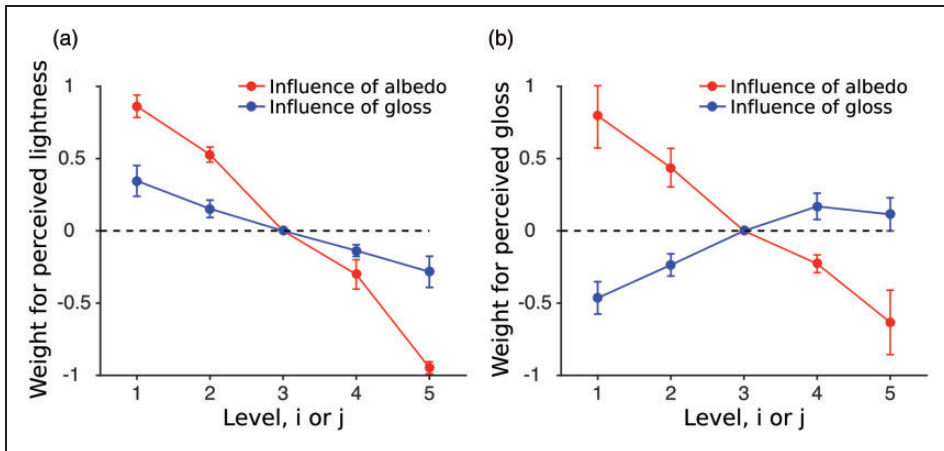 (a)
Weight for perceived lightness
1
0.5
0
-0.5
-1
Influence of albedo
Influence of gloss
1 2 3 4 5
Level, i or j
(b)
Weight for perceived gloss
1
0.5
0
-0.5
-1
Influence of albedo
Influence of gloss
1 2 3 4 5
Level, i or j